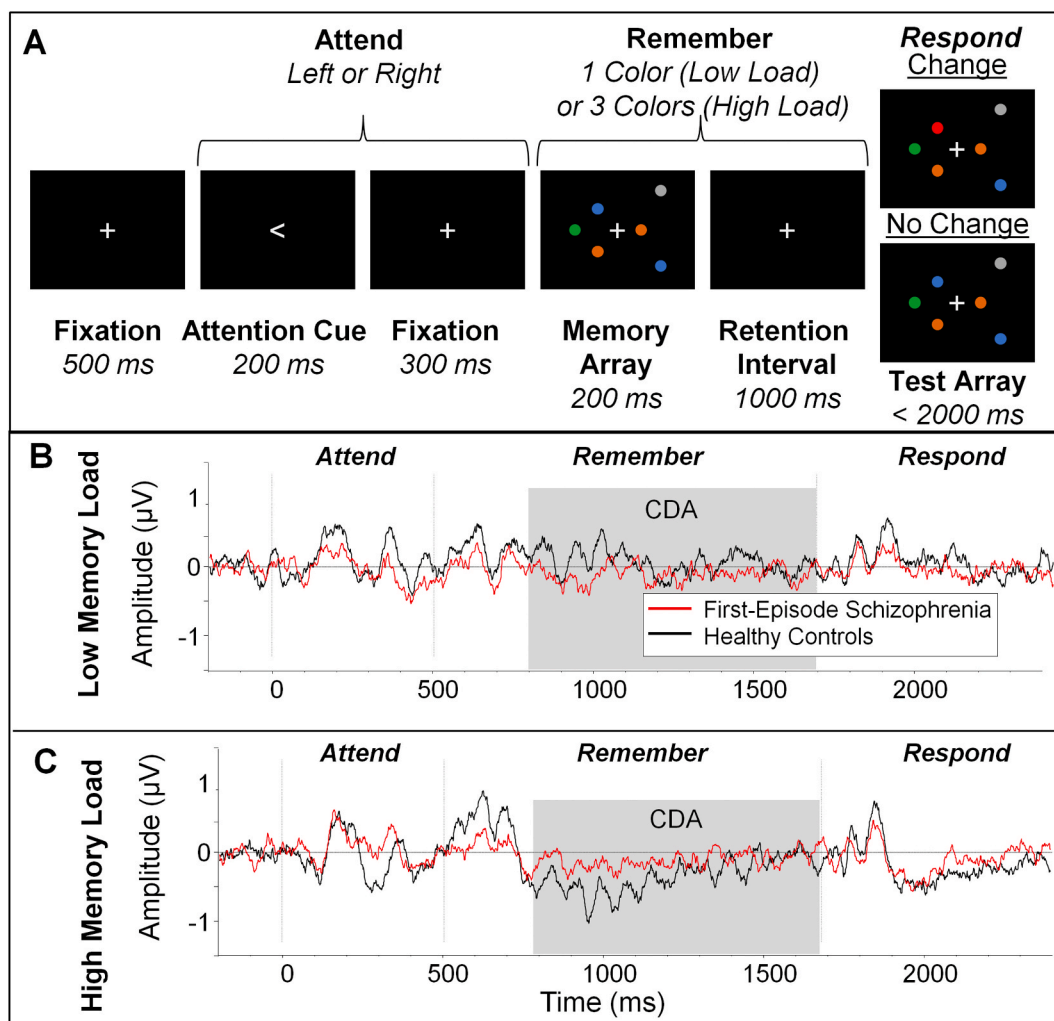 A
Attend
Left or Right
Remember
1 Color (Low Load)
or 3 Colors (High Load)
Respond
Change
+
<
+
+
+
+
No Change
+
Fixation
500 ms
Attention Cue
200 ms
Fixation
300 ms
Memory
Array
200 ms
Retention
Interval
1000 ms
Test Array
< 2000 ms
B
Low Memory Load
Amplitude (µV)
Attend
Remember
Respond
CDA
1
0
-1
First-Episode Schizophrenia
Healthy Controls
0
500
1000
1500
2000
C
High Memory Load
Amplitude (µV)
Attend
Remember
Respond
CDA
1
0
-1
0
500
1000
1500
2000
Time (ms)